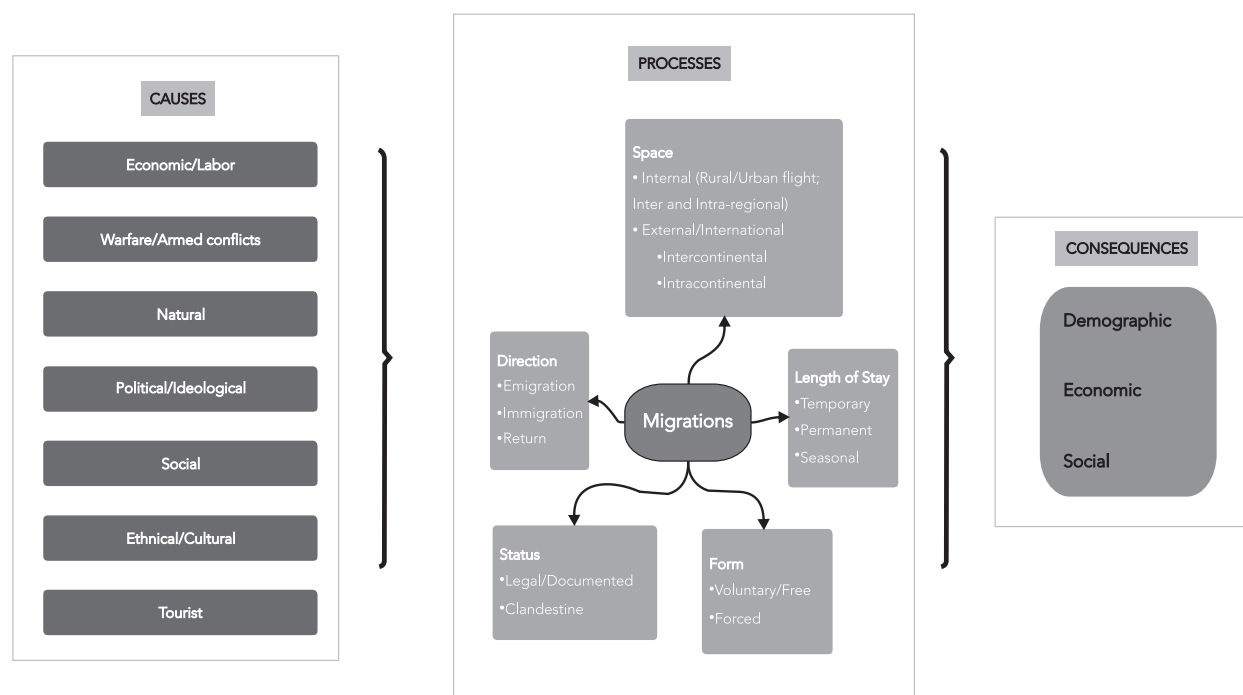 CAUSES
Economic/Labor
Warfare/Armed conflicts
Natural
Political/Ideological
Social
Ethnical/Cultural
Tourist
PROCESSES
Space
• Internal (Rural/Urban flight;
Inter and Intra-regional)
• External/International
•Intercontinental
•Intracontinental
Direction
•Emigration
•Immigration
•Return
Migrations
Length of Stay
•Temporary
•Permanent
•Seasonal
Status
•Legal/Documented
•Clandestine
Form
•Voluntary/Free
•Forced
CONSEQUENCES
Demographic
Economic
Social